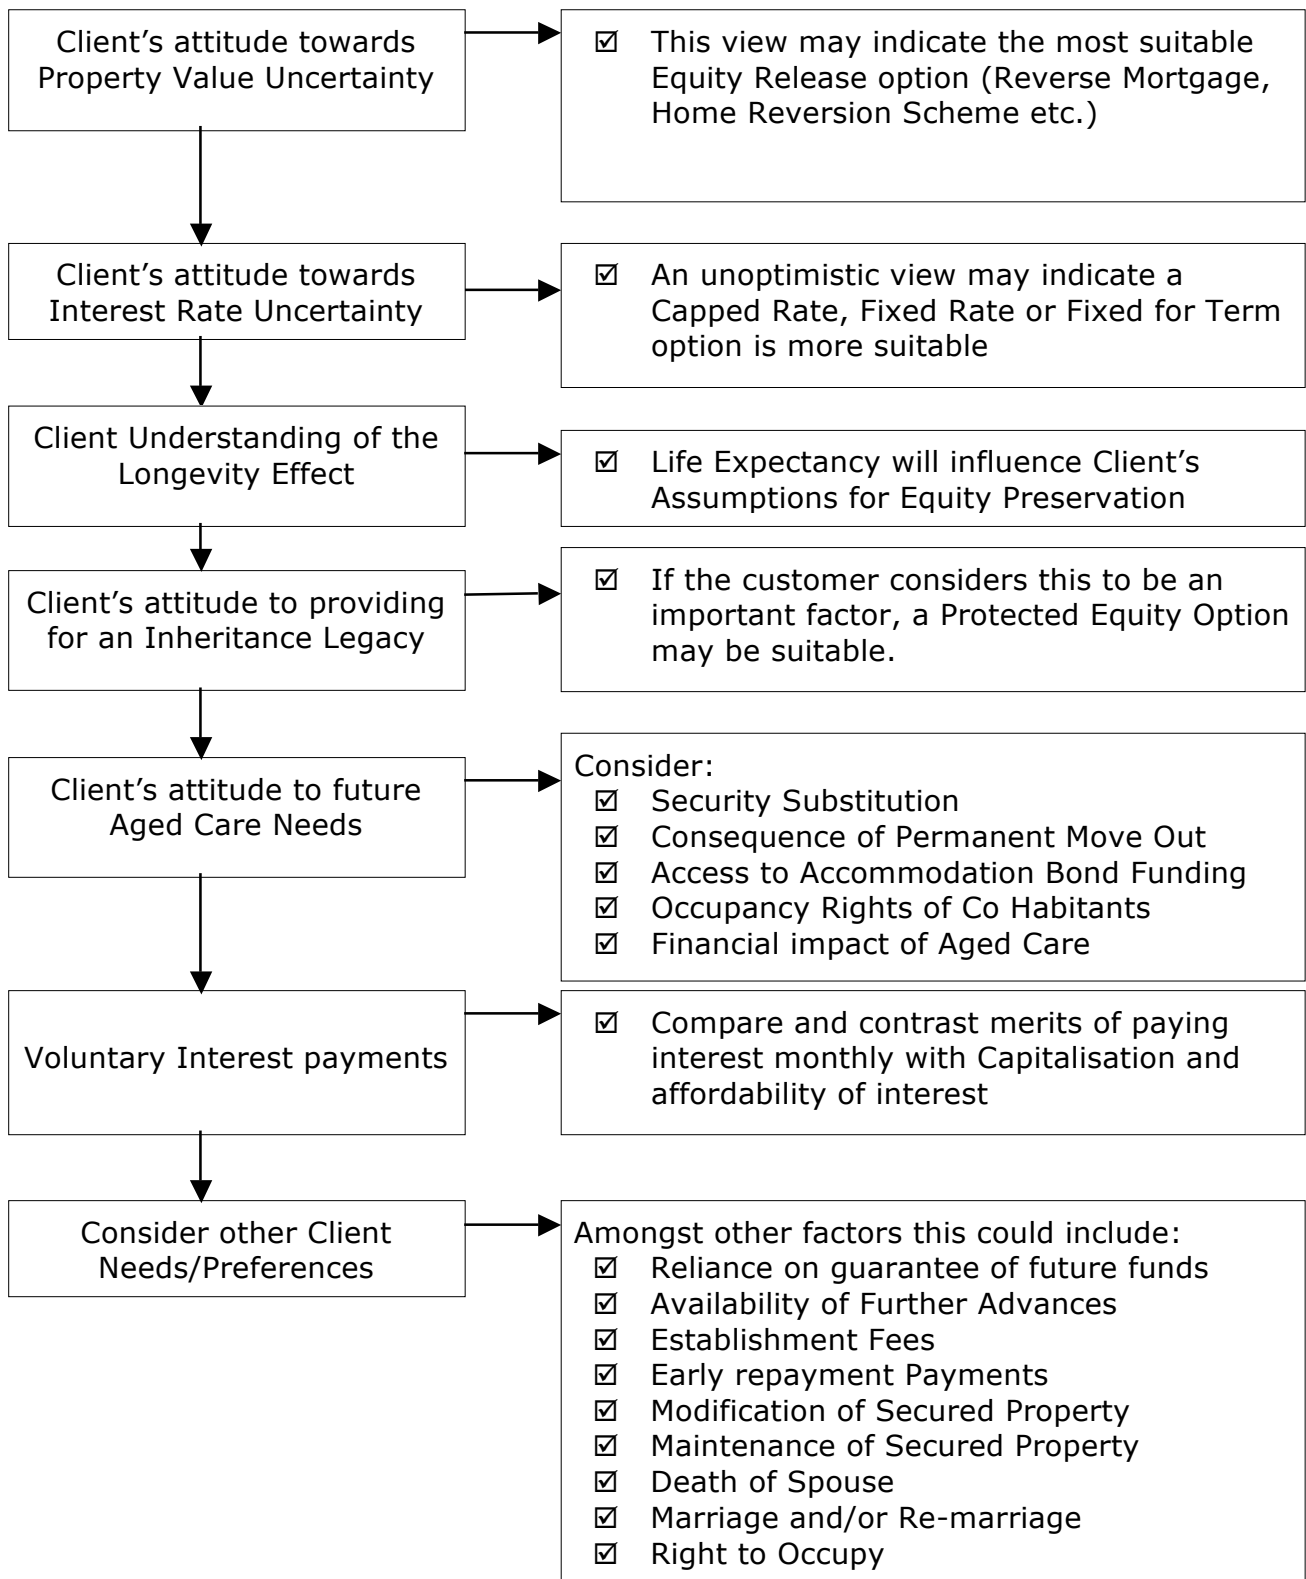 Client’s attitude towards
Property Value Uncertainty
☑ This view may indicate the most suitable
Equity Release option (Reverse Mortgage,
Home Reversion Scheme etc.)
Client’s attitude towards
Interest Rate Uncertainty
☑ An unoptimistic view may indicate a
Capped Rate, Fixed Rate or Fixed for Term
option is more suitable
Client Understanding of the
Longevity Effect
☑ Life Expectancy will influence Client’s
Assumptions for Equity Preservation
Client’s attitude to providing
for an Inheritance Legacy
☑ If the customer considers this to be an
important factor, a Protected Equity Option
may be suitable.
Client’s attitude to future
Aged Care Needs
Consider:
☑ Security Substitution
☑ Consequence of Permanent Move Out
☑ Access to Accommodation Bond Funding
☑ Occupancy Rights of Co Habitants
☑ Financial impact of Aged Care
Voluntary Interest payments
☑ Compare and contrast merits of paying
interest monthly with Capitalisation and
affordability of interest
Consider other Client
Needs/Preferences
Amongst other factors this could include:
☑ Reliance on guarantee of future funds
☑ Availability of Further Advances
☑ Establishment Fees
☑ Early repayment Payments
☑ Modification of Secured Property
☑ Maintenance of Secured Property
☑ Death of Spouse
☑ Marriage and/or Re-marriage
☑ Right to Occupy